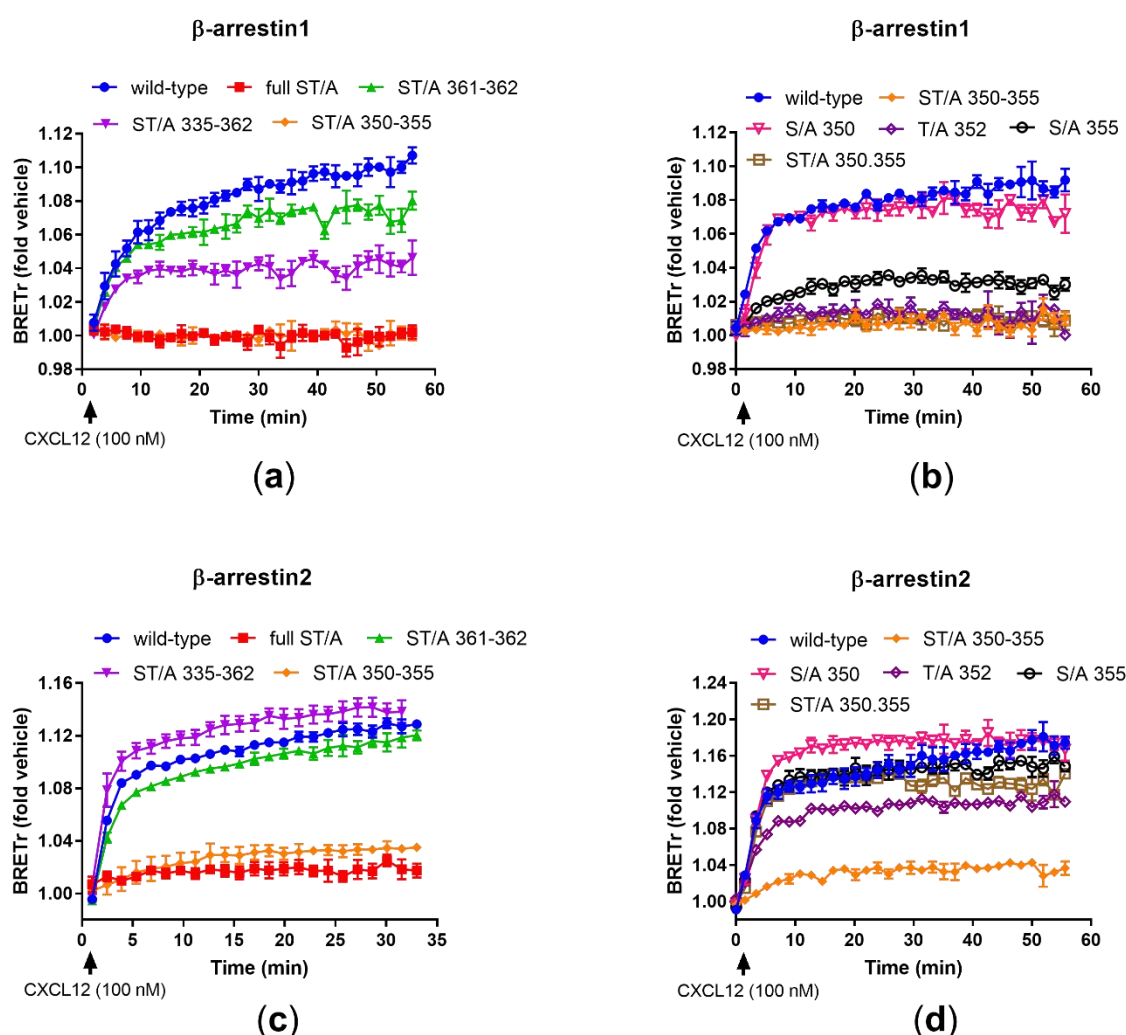 β-arrestin1
wild-type full ST/A ST/A 361-362
ST/A 335-362 ST/A 350-355
BRETr (fold vehicle)
1.12
1.10
1.08
1.06
1.04
1.02
1.00
0.98
0 10 20 30 40 50 60
Time (min)
CXCL12 (100 nM)
(a)
β-arrestin1
wild-type ST/A 350-355
S/A 350 T/A 352 S/A 355
ST/A 350.355
BRETr (fold vehicle)
1.12
1.10
1.08
1.06
1.04
1.02
1.00
0.98
0 10 20 30 40 50 60
Time (min)
CXCL12 (100 nM)
(b)
β-arrestin2
wild-type full ST/A ST/A 361-362
ST/A 335-362 ST/A 350-355
BRETr (fold vehicle)
1.16
1.12
1.08
1.04
1.00
0 5 10 15 20 25 30 35
Time (min)
CXCL12 (100 nM)
(c)
β-arrestin2
wild-type ST/A 350-355
S/A 350 T/A 352 S/A 355
ST/A 350.355
BRETr (fold vehicle)
1.24
1.20
1.16
1.12
1.08
1.04
1.00
0 10 20 30 40 50 60
Time (min)
CXCL12 (100 nM)
(d)